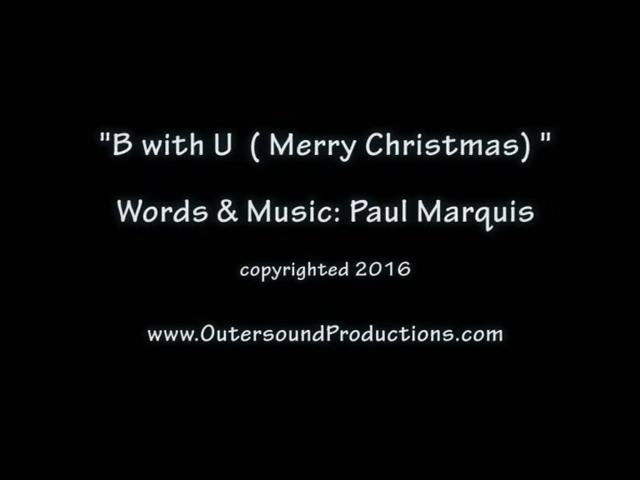 "B with U  ( Merry Christmas) "
Words & Music: Paul Marquis
copyrighted 2016
www.OutersoundProductions.com